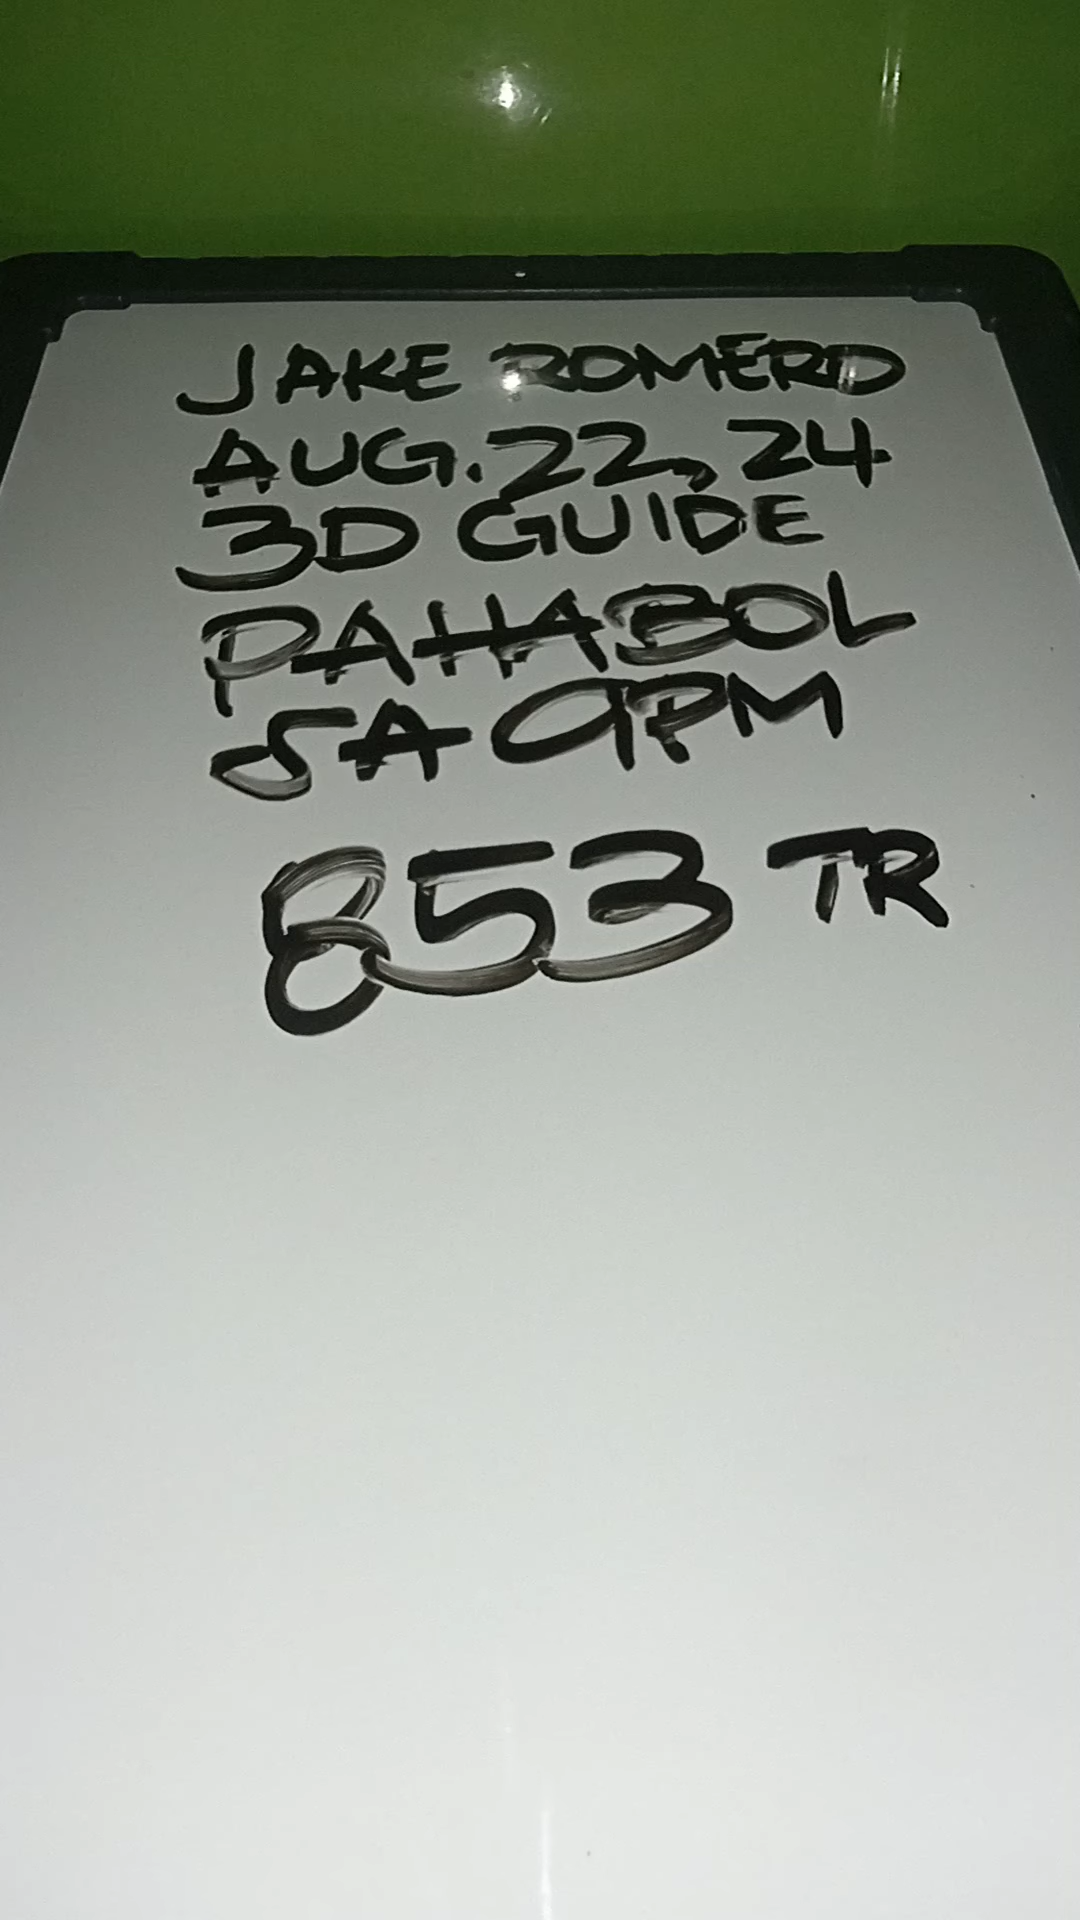 JAKE ROMERO
AUG. 22, 24
3D GUIDE
PAHABOL
SA 9PM
853 TR